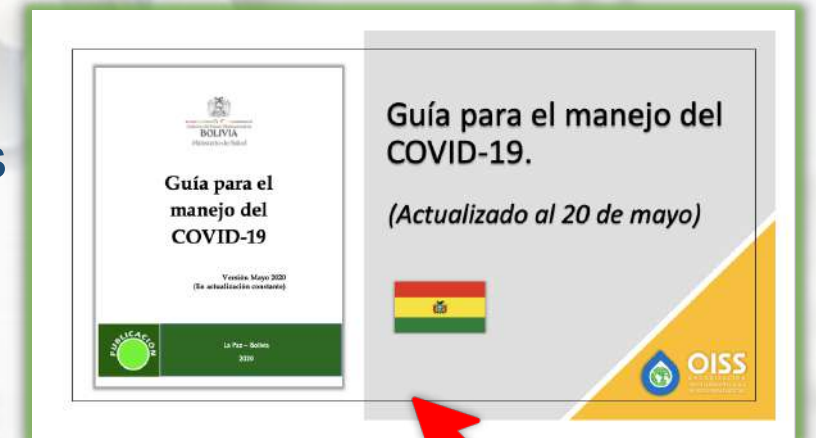 s
BOLIVIA
Ministerio de Salud
Guía para el
manejo del
COVID-19
Versión Mayo 2020
(En actualización constante)
PUBLICACIÓN
La Paz – Bolivia
2020
Guía para el manejo del
COVID-19.
(Actualizado al 20 de mayo)
OISS